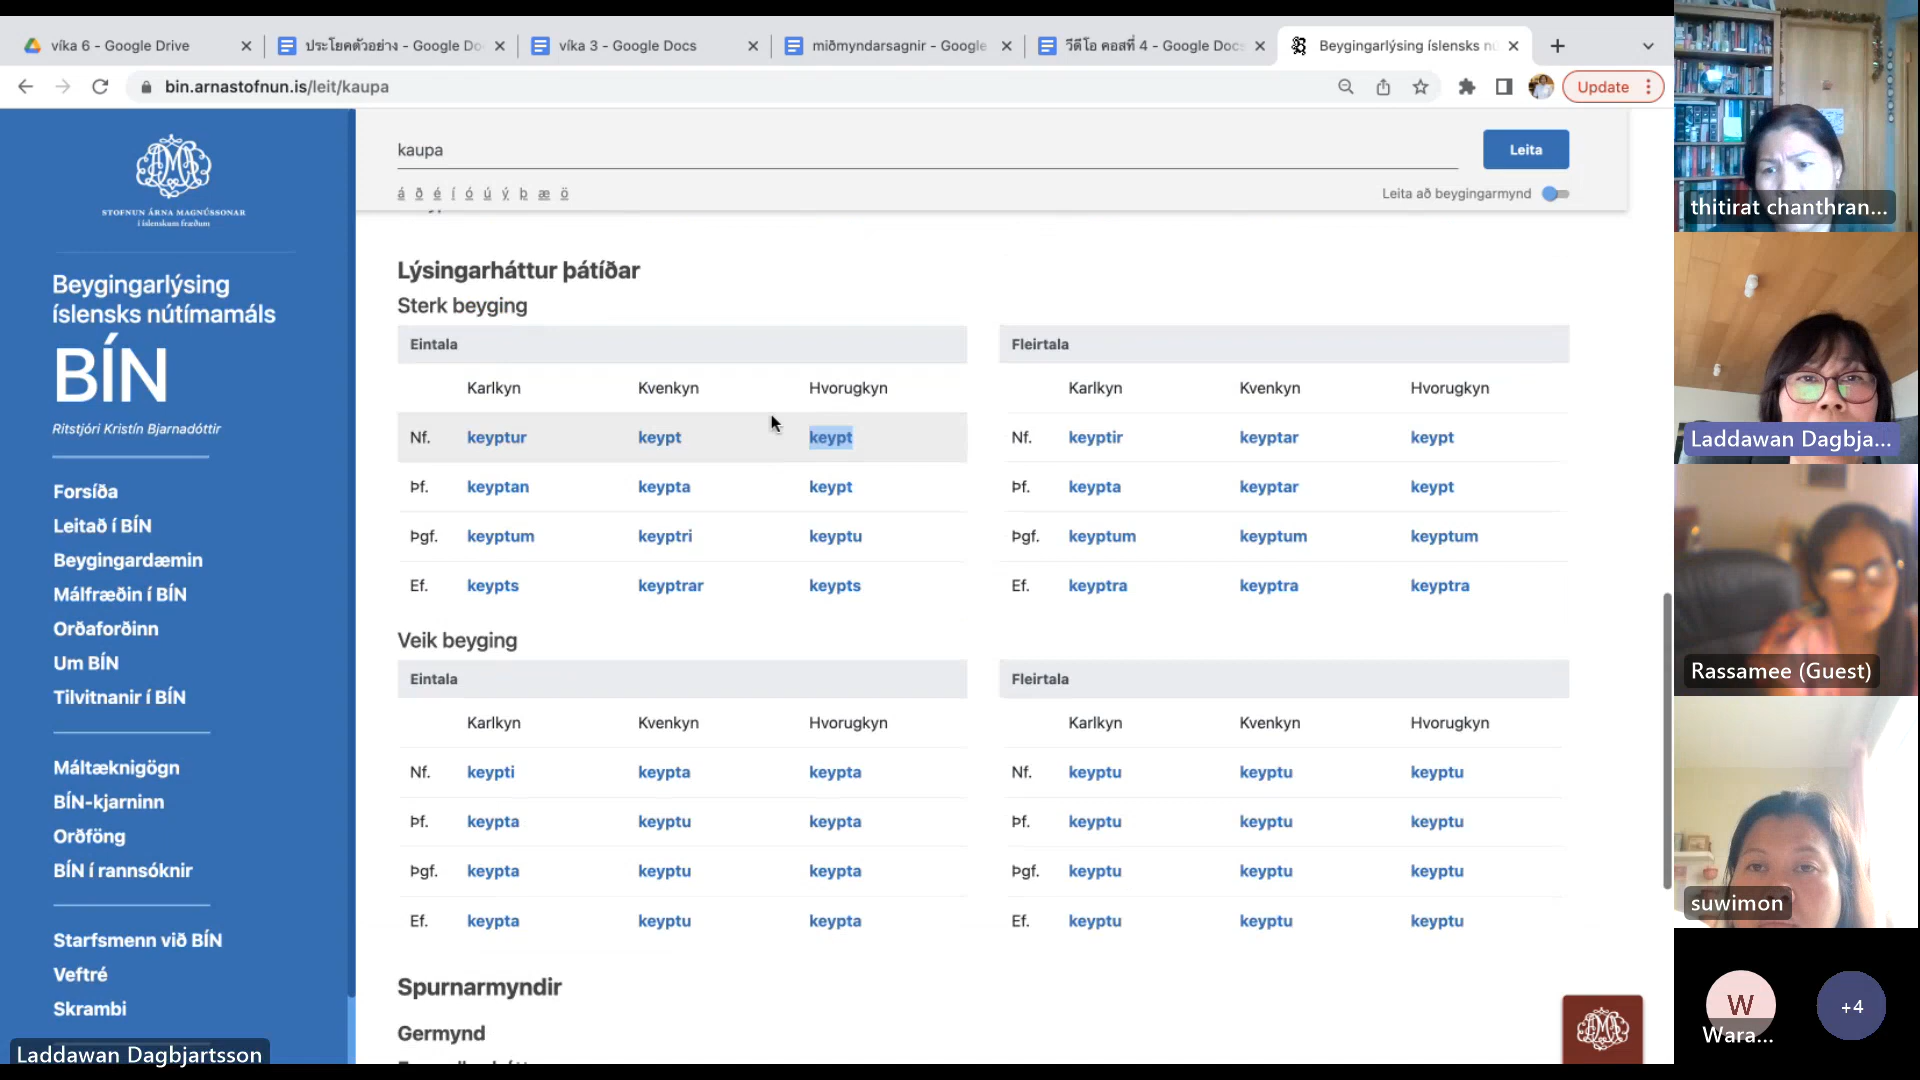 víka 6 - Google Drive
ประโยคตัวอย่าง - Google Do
víka 3 - Google Docs
miðmyndarsagnir - Google
วีดีโอ คอสที่ 4 - Google Docs
Beygingarlýsing íslensks nú
bin.arnastofnun.is/leit/kaupa
Update
STOFNUN ÁRNA MAGNÚSSONAR
í íslenskum fræðum
Beygingarlýsing
íslensks nútímamáls
BÍN
Ritstjóri Kristín Bjarnadóttir
Forsíða
Leitað í BÍN
Beygingardæmin
Málfræðin í BÍN
Orðaforðinn
Um BÍN
Tilvitnanir í BÍN
Máltæknigögn
BÍN-kjarninn
Orðföng
BÍN í rannsóknir
Starfsmenn við BÍN
Veftré
Skrambi
Laddawan Dagbjartsson
kaupa
Leita
á ð é í ó ú ý þ æ ö
Leita að beygingarmynd
Lýsingarháttur þátíðar
Sterk beyging
Eintala
Karlkyn Kvenkyn Hvorugkyn
Nf. keyptur keypt keypt
Þf. keyptan keypta keypt
Þgf. keyptum keyptri keyptu
Ef. keypts keyptrar keypts
Fleirtala
Karlkyn Kvenkyn Hvorugkyn
Nf. keyptir keyptar keypt
Þf. keypta keyptar keypt
Þgf. keyptum keyptum keyptum
Ef. keyptra keyptra keyptra
Veik beyging
Eintala
Karlkyn Kvenkyn Hvorugkyn
Nf. keypti keypta keypta
Þf. keypta keyptu keypta
Þgf. keypta keyptu keypta
Ef. keypta keyptu keypta
Fleirtala
Karlkyn Kvenkyn Hvorugkyn
Nf. keyptu keyptu keyptu
Þf. keyptu keyptu keyptu
Þgf. keyptu keyptu keyptu
Ef. keyptu keyptu keyptu
Spurnarmyndir
Germynd
thitirat chanthran...
Laddawan Dagbja...
Rassamee (Guest)
suwimon
W
Wara...
+4